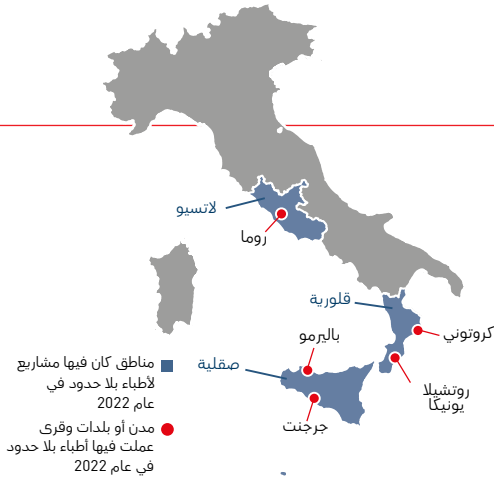 لاتسيو
روما
قلورية
كروتوني
باليرمو
صقلية
روتشيلا
يونيكا
جرجنت
مناطق كان فيها مشاريع
لأطباء بلا حدود في
عام 2022
مدن أو بلدات وقرى
عملت فيها أطباء بلا حدود
في عام 2022